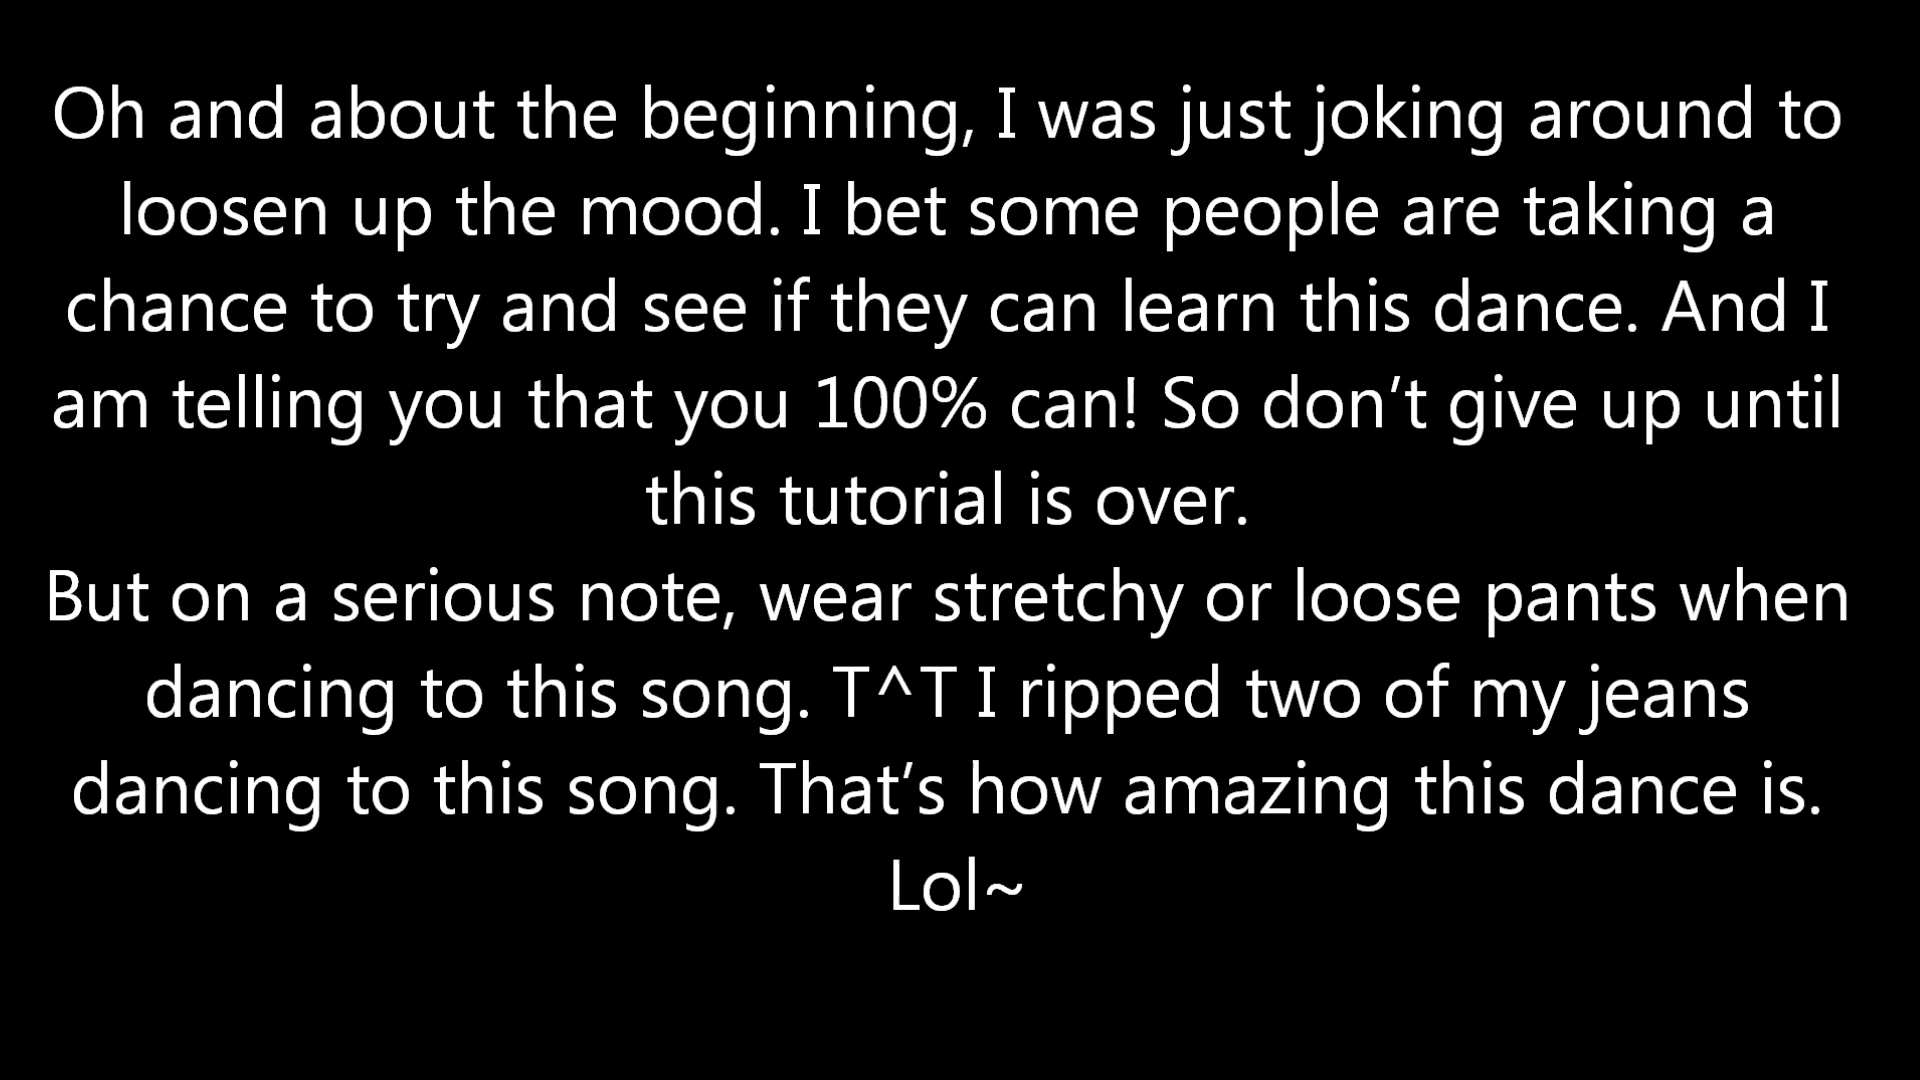 Oh and about the beginning, I was just joking around to
loosen up the mood. I bet some people are taking a
chance to try and see if they can learn this dance. And I
am telling you that you 100% can! So don’t give up until
this tutorial is over.
But on a serious note, wear stretchy or loose pants when
dancing to this song. T^T I ripped two of my jeans
dancing to this song. That’s how amazing this dance is.
Lol~